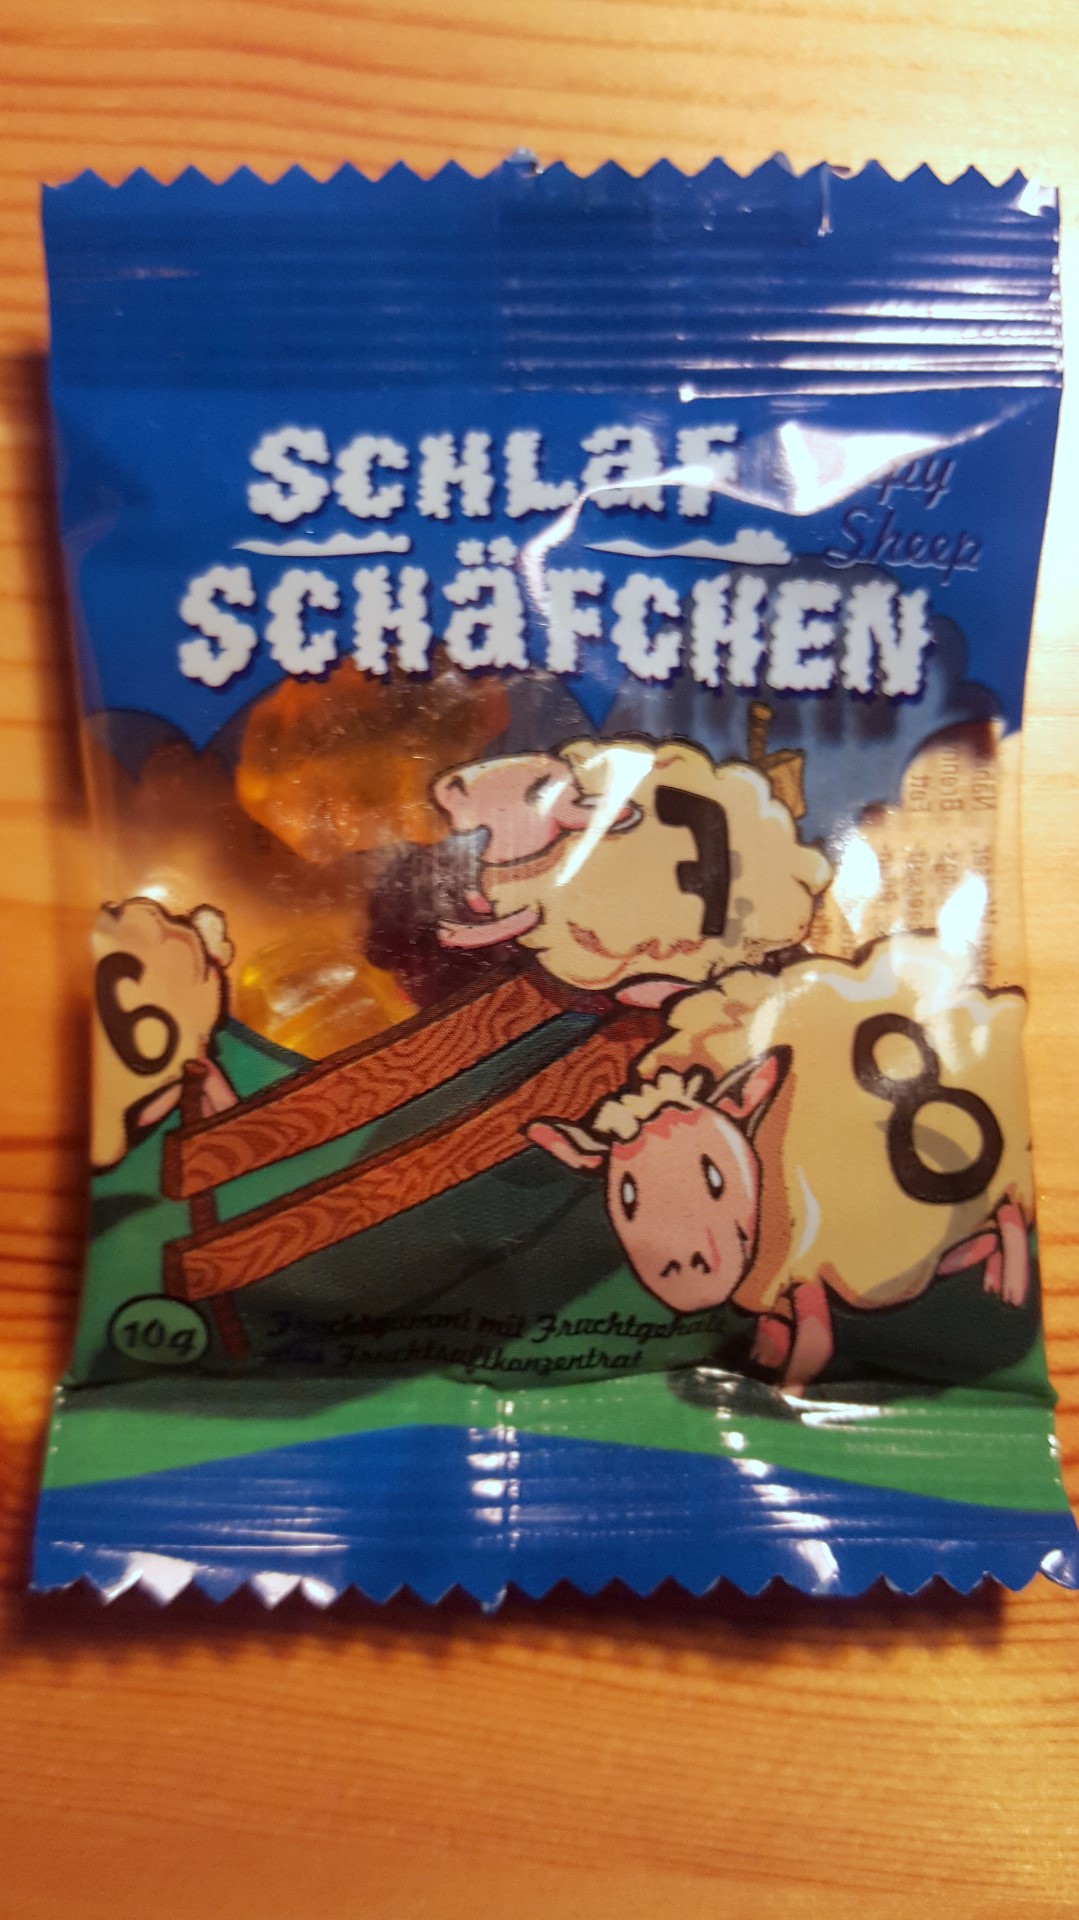 SCHLaF
SCHäFCHEN
Sheep
7
6
8
10g
Fruchtgummi mit Fruchtgehalt
aus Fruchtsaftkonzentrat